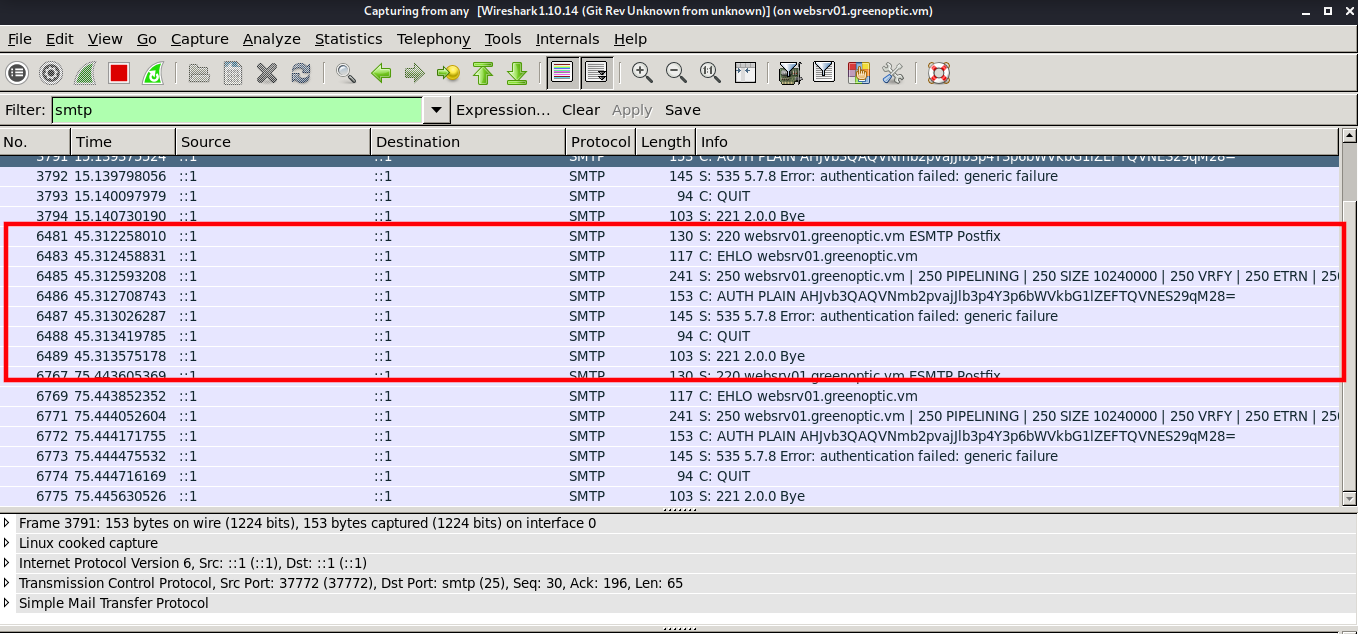 Capturing from any [Wireshark 1.10.14 (Git Rev Unknown from unknown)] (on websrv01.greenoptic.vm)
File Edit View Go Capture Analyze Statistics Telephony Tools Internals Help
Filter: smtp Expression... Clear Apply Save
No. Time Source Destination Protocol Length Info
3791 15.139575524 ::1 ::1 SMTP 153 C: AUTH PLAIN AHJvb3QAQVNmb2pvajJlb3p4Y3p6bWVkbG1lZEFTQVNES29qM28=
3792 15.139798056 ::1 ::1 SMTP 145 S: 535 5.7.8 Error: authentication failed: generic failure
3793 15.140097979 ::1 ::1 SMTP 94 C: QUIT
3794 15.140730190 ::1 ::1 SMTP 103 S: 221 2.0.0 Bye
6481 45.312258010 ::1 ::1 SMTP 130 S: 220 websrv01.greenoptic.vm ESMTP Postfix
6483 45.312458831 ::1 ::1 SMTP 117 C: EHLO websrv01.greenoptic.vm
6485 45.312593208 ::1 ::1 SMTP 241 S: 250 websrv01.greenoptic.vm | 250 PIPELINING | 250 SIZE 10240000 | 250 VRFY | 250 ETRN | 250
6486 45.312708743 ::1 ::1 SMTP 153 C: AUTH PLAIN AHJvb3QAQVNmb2pvajJlb3p4Y3p6bWVkbG1lZEFTQVNES29qM28=
6487 45.313026287 ::1 ::1 SMTP 145 S: 535 5.7.8 Error: authentication failed: generic failure
6488 45.313419785 ::1 ::1 SMTP 94 C: QUIT
6489 45.313575178 ::1 ::1 SMTP 103 S: 221 2.0.0 Bye
6767 75.443605369 ::1 ::1 SMTP 130 S: 220 websrv01.greenoptic.vm ESMTP Postfix
6769 75.443852352 ::1 ::1 SMTP 117 C: EHLO websrv01.greenoptic.vm
6771 75.444052604 ::1 ::1 SMTP 241 S: 250 websrv01.greenoptic.vm | 250 PIPELINING | 250 SIZE 10240000 | 250 VRFY | 250 ETRN | 250
6772 75.444171755 ::1 ::1 SMTP 153 C: AUTH PLAIN AHJvb3QAQVNmb2pvajJlb3p4Y3p6bWVkbG1lZEFTQVNES29qM28=
6773 75.444475532 ::1 ::1 SMTP 145 S: 535 5.7.8 Error: authentication failed: generic failure
6774 75.444716169 ::1 ::1 SMTP 94 C: QUIT
6775 75.445630526 ::1 ::1 SMTP 103 S: 221 2.0.0 Bye
Frame 3791: 153 bytes on wire (1224 bits), 153 bytes captured (1224 bits) on interface 0
Linux cooked capture
Internet Protocol Version 6, Src: ::1 (::1), Dst: ::1 (::1)
Transmission Control Protocol, Src Port: 37772 (37772), Dst Port: smtp (25), Seq: 30, Ack: 196, Len: 65
Simple Mail Transfer Protocol